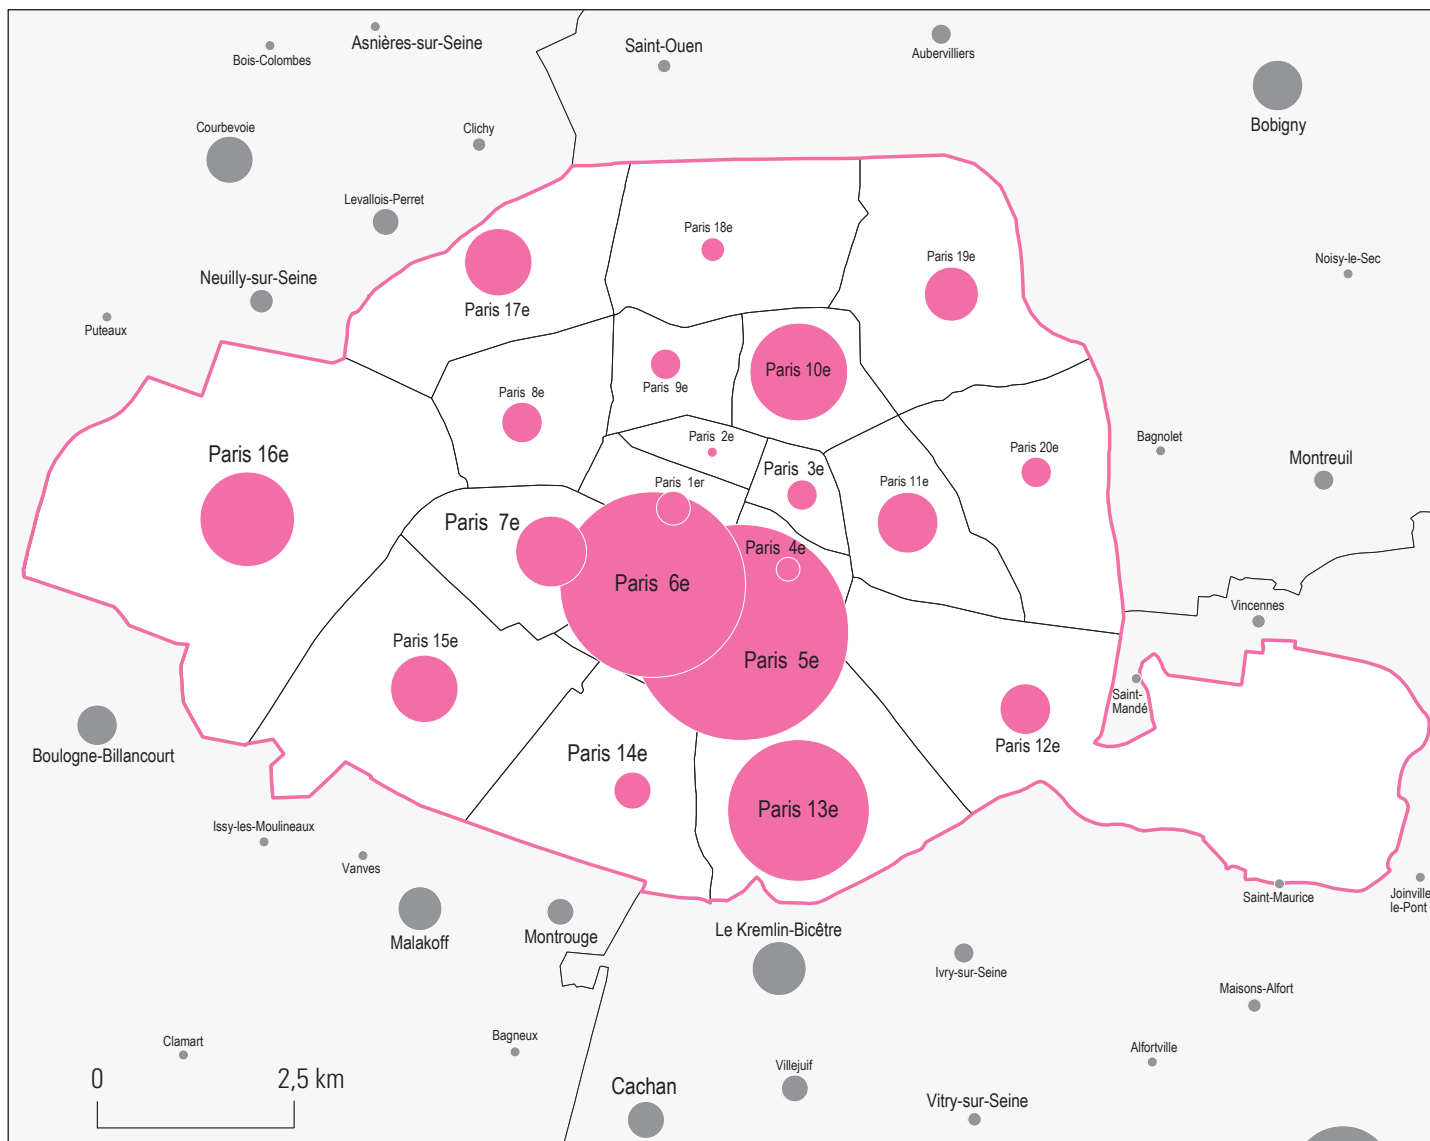 Asnières-sur-Seine
Bois-Colombes
Saint-Ouen
Aubervilliers
Courbevoie
Clichy
Bobigny
Levallois-Perret
Paris 18e
Paris 19e
Noisy-le-Sec
Neuilly-sur-Seine
Paris 17e
Puteaux
Paris 10e
Paris 9e
Paris 8e
Paris 2e
Bagnolet
Paris 20e
Paris 16e
Montreuil
Paris 3e
Paris 1er
Paris 11e
Paris 7e
Paris 4e
Paris 6e
Vincennes
Paris 15e
Paris 5e
Saint-
Mandé
Paris 12e
Boulogne-Billancourt
Paris 14e
Paris 13e
Issy-les-Moulineaux
Vanves
Saint-Maurice
Joinville
le-Pont
Malakoff
Montrouge
Le Kremlin-Bicêtre
Ivry-sur-Seine
Maisons-Alfort
Clamart
Bagneux
Alfortville
Villejuif
0 2,5 km
Cachan
Vitry-sur-Seine